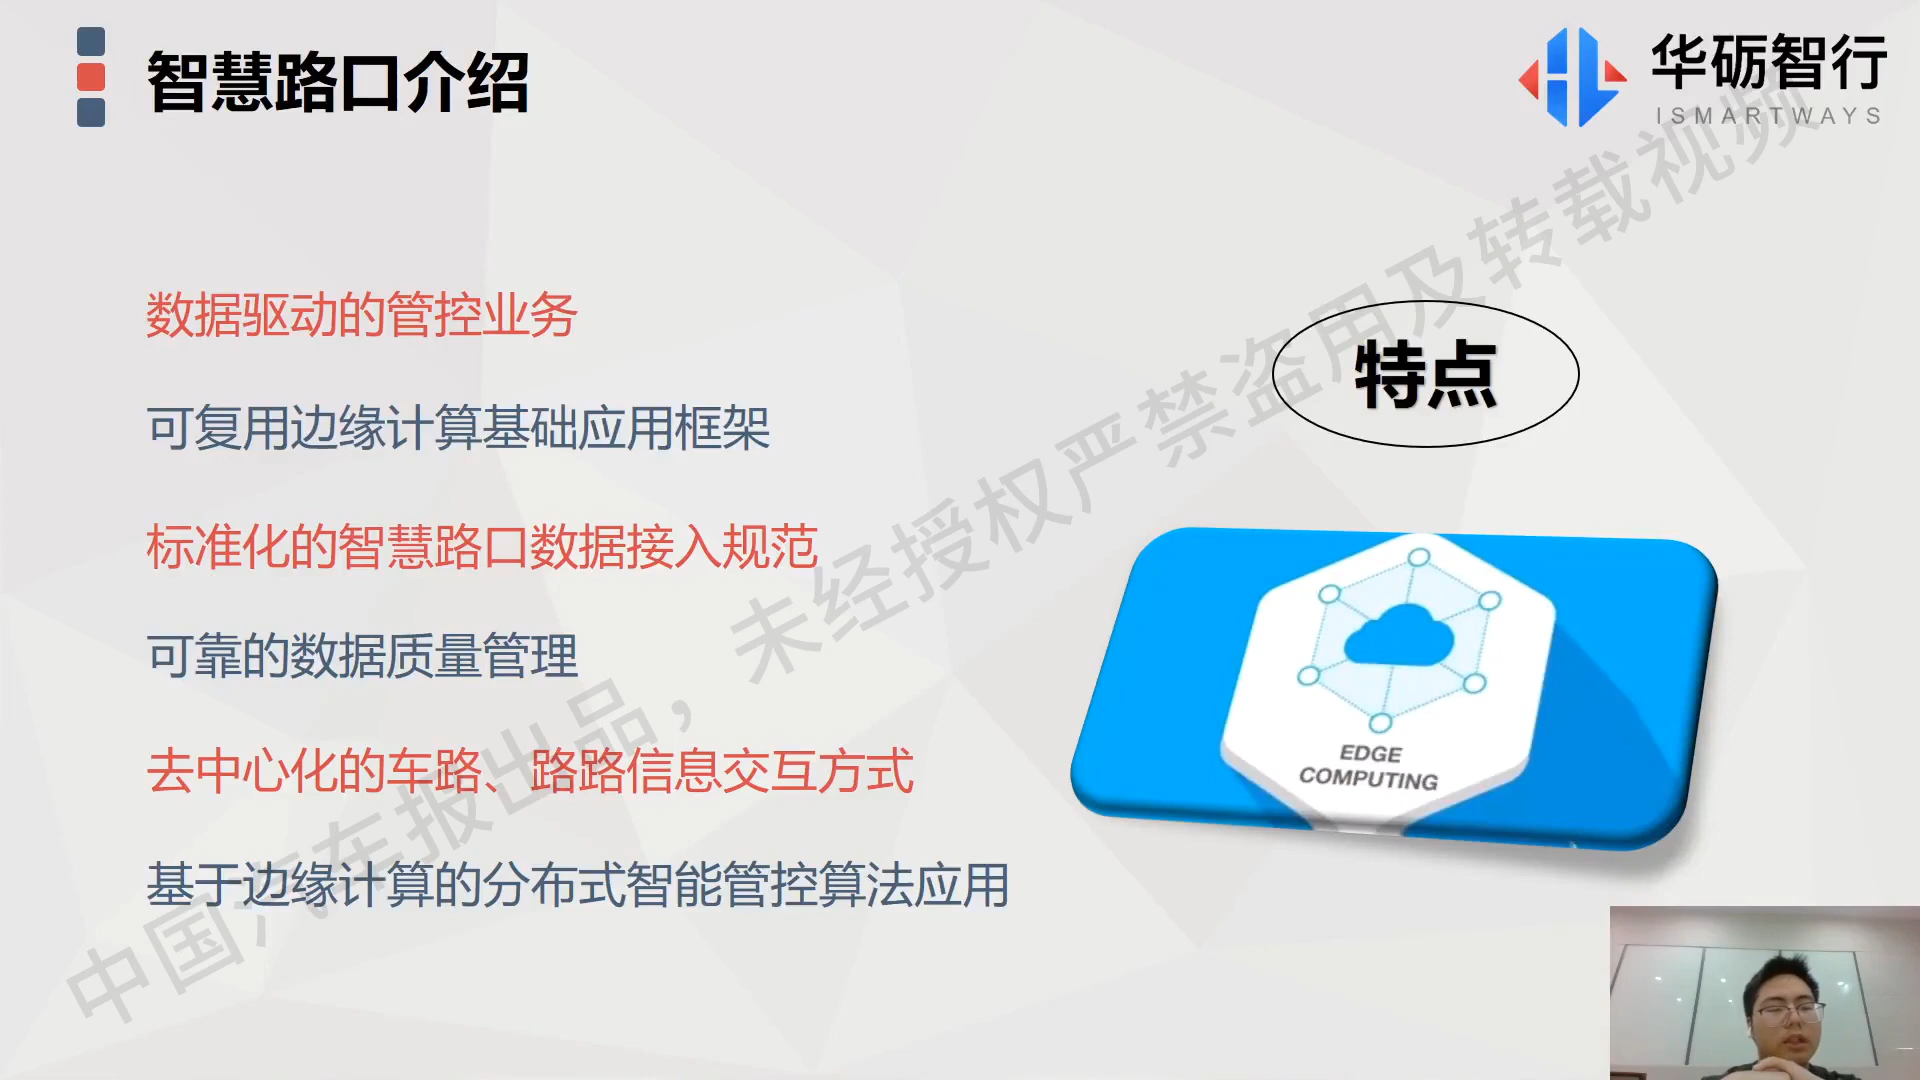 智慧路口介绍
华砺智行
ISMARTWAYS
数据驱动的管控业务
可复用边缘计算基础应用框架
标准化的智慧路口数据接入规范
可靠的数据质量管理
去中心化的车路、路路信息交互方式
基于边缘计算的分布式智能管控算法应用
特点
EDGE
COMPUTING
中国汽车报出品，未经授权严禁盗用及转载视频